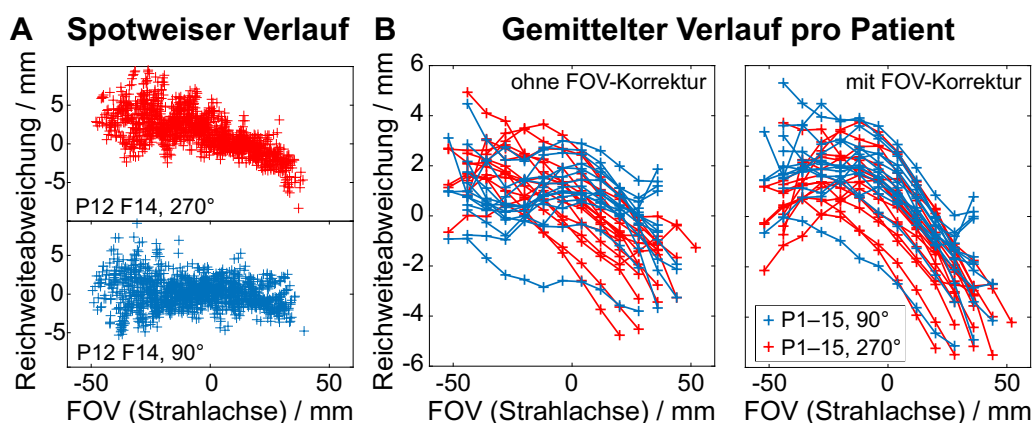 A Spotweiser Verlauf
B Gemittelter Verlauf pro Patient
Reichweiteabweichung / mm
5
0
-5
P12 F14, 270°
5
0
-5
P12 F14, 90°
-50 0 50
FOV (Strahlachse) / mm
Reichweiteabweichung / mm
6
4
2
0
-2
-4
-6
ohne FOV-Korrektur
-50 0 50
FOV (Strahlachse) / mm
mit FOV-Korrektur
P1–15, 90°
P1–15, 270°
-50 0 50
FOV (Strahlachse) / mm